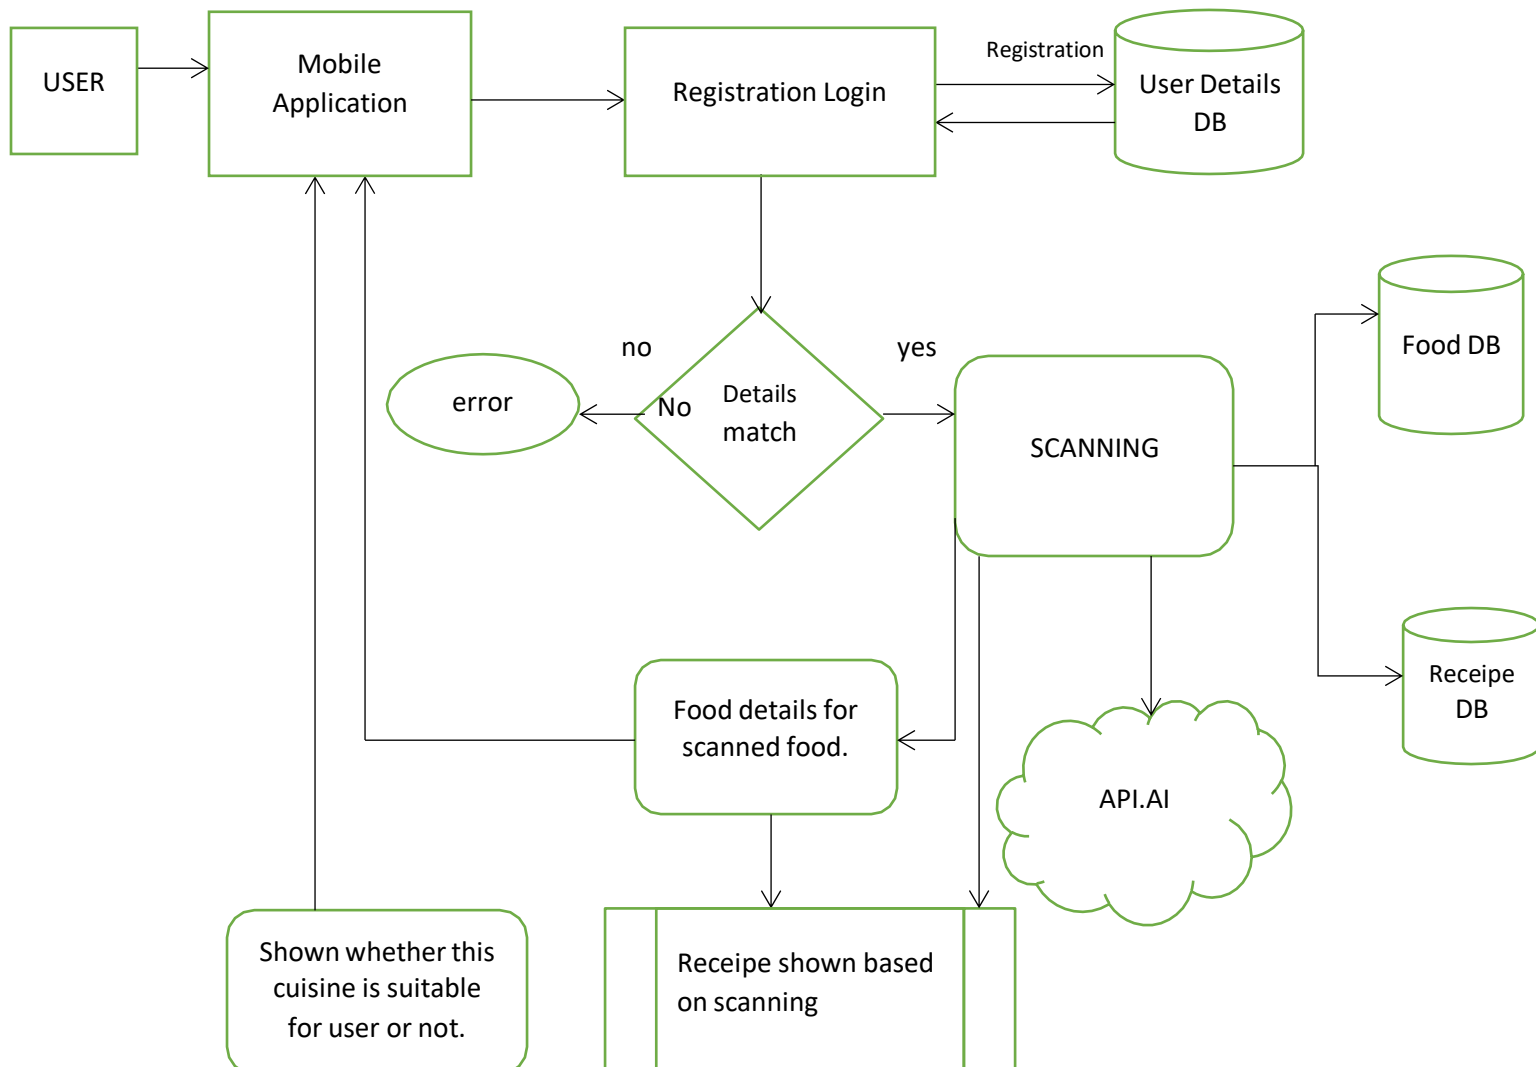 USER
Mobile
Application
Registration Login
Registration
User Details
DB
Food DB
no
yes
error
No
Details
match
SCANNING
Receipe
DB
Food details for
scanned food.
API.AI
Shown whether this
cuisine is suitable
for user or not.
Receipe shown based
on scanning